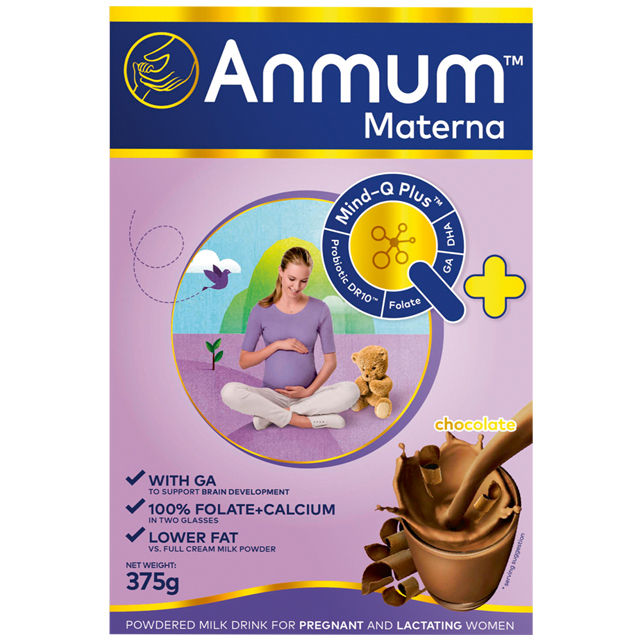 Anmum™
Materna
Mind-Q Plus™
Probiotic DR10™
Folate
GA
DHA
chocolate
WITH GA
TO SUPPORT BRAIN DEVELOPMENT
100% FOLATE+CALCIUM
IN TWO GLASSES
LOWER FAT
VS. FULL CREAM MILK POWDER
NET WEIGHT:
375g
* serving suggestion
POWDERED MILK DRINK FOR PREGNANT AND LACTATING WOMEN